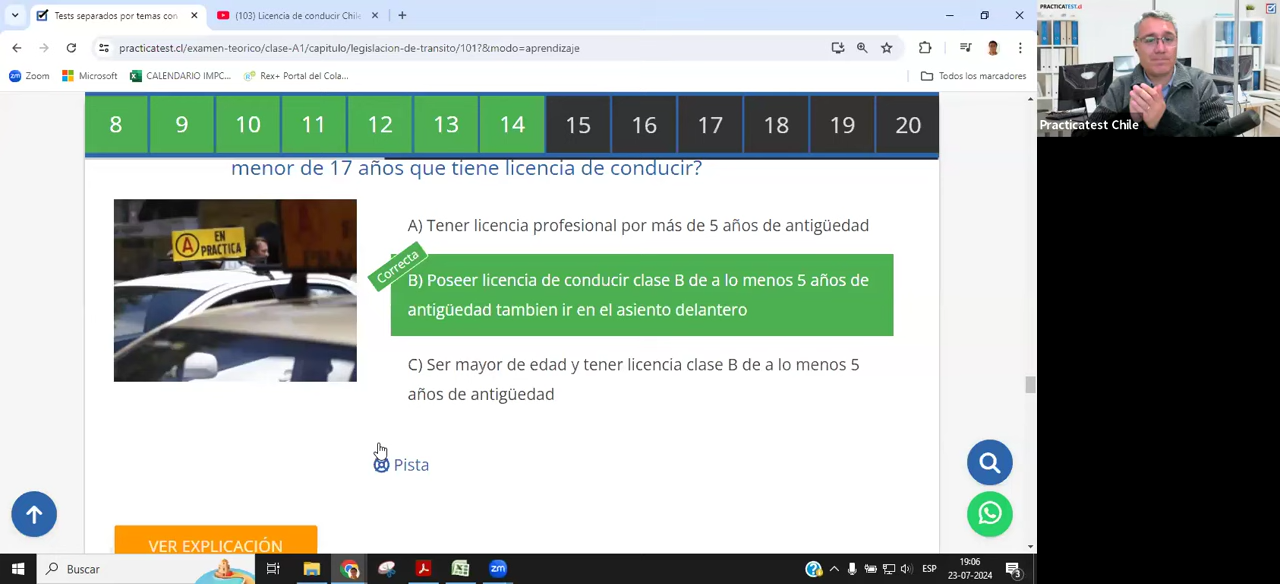 Tests separados por temas con
(103) Licencia de conducir Chile
practicatest.cl/examen-teorico/clase-A1/capitulo/legislacion-de-transito/101?&modo=aprendizaje
Zoom
Microsoft
CALENDARIO IMPC...
Rex+ Portal del Cola...
Todos los marcadores
PRACTICATEST.cl
Practicatest Chile
8 9 10 11 12 13 14 15 16 17 18 19 20
menor de 17 años que tiene licencia de conducir?
A EN
PRACTICA
A) Tener licencia profesional por más de 5 años de antigüedad
Correcta
B) Poseer licencia de conducir clase B de a lo menos 5 años de
antigüedad tambien ir en el asiento delantero
C) Ser mayor de edad y tener licencia clase B de a lo menos 5
años de antigüedad
Pista
VER EXPLICACIÓN
Buscar
zm
ESP
19:06
23-07-2024
3